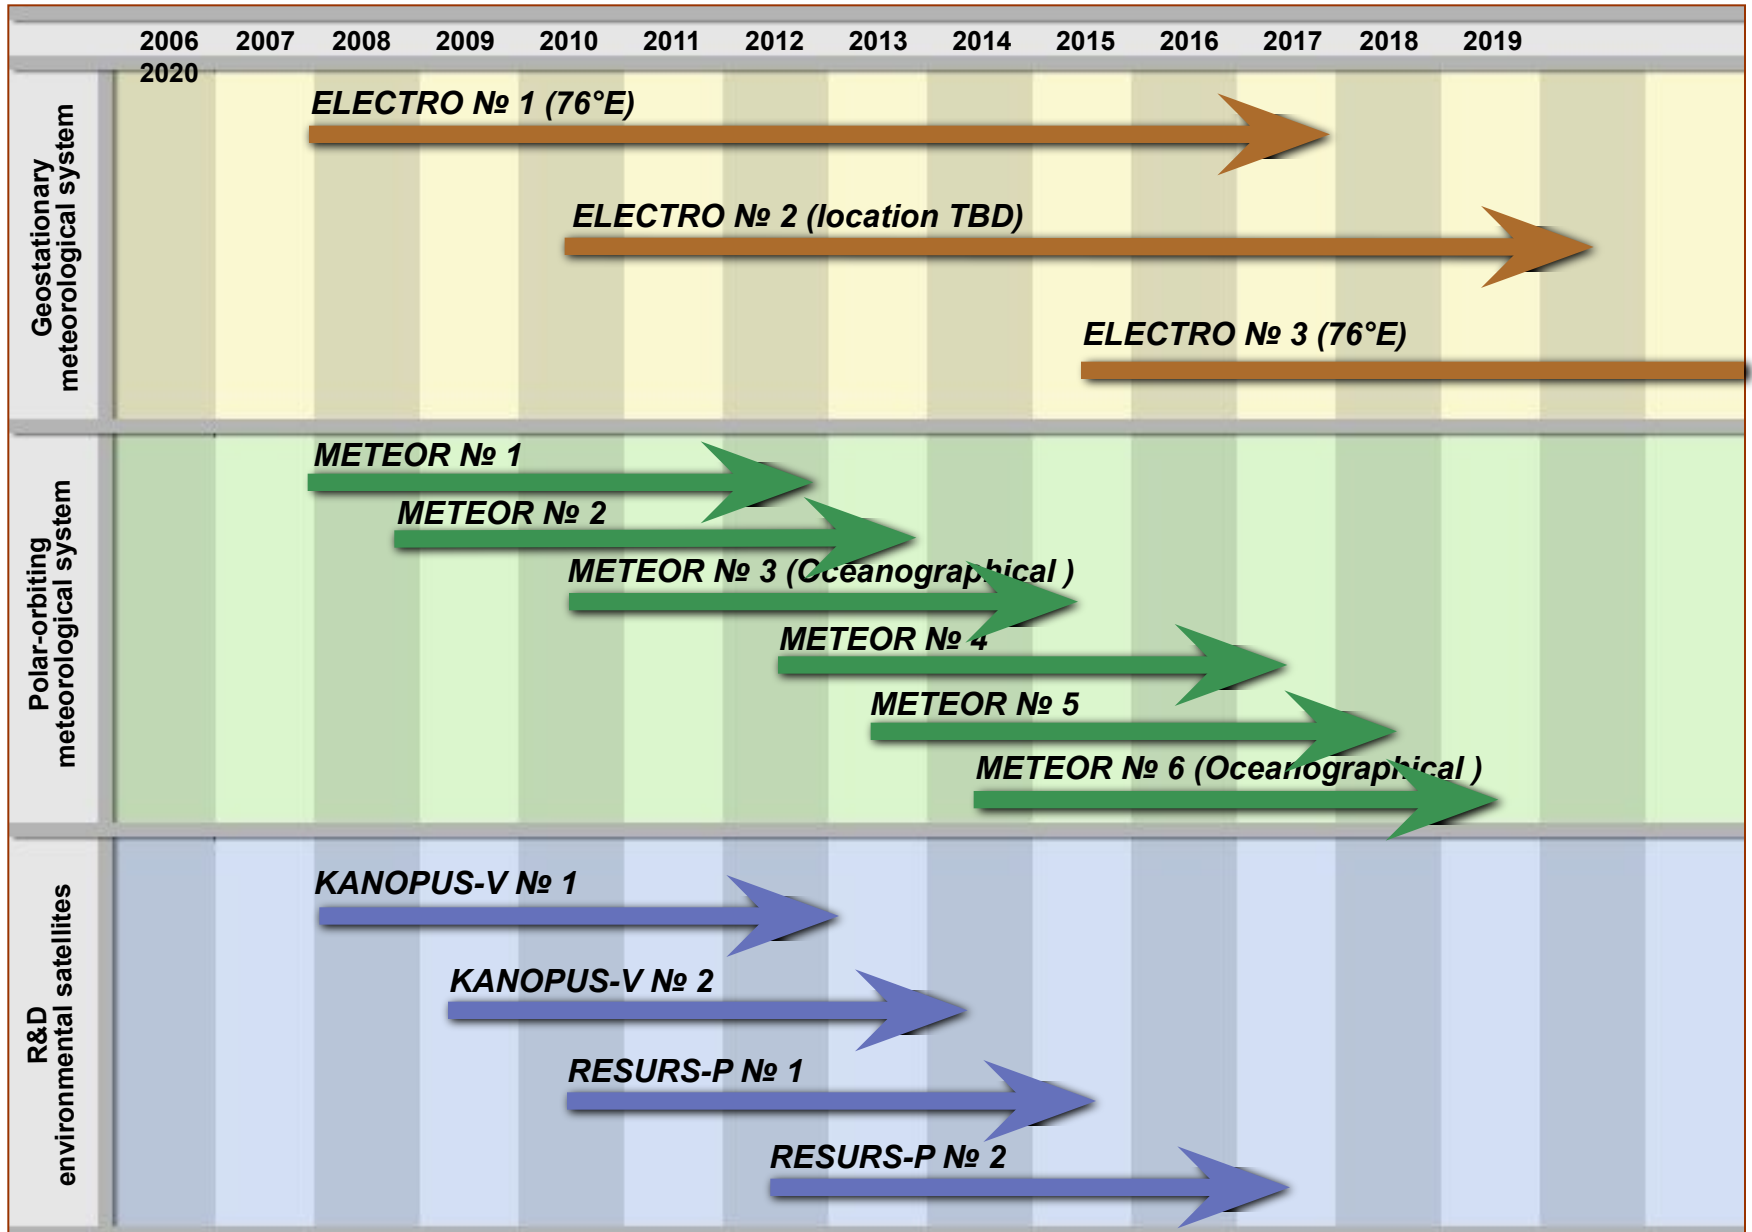 2006 2007 2008 2009 2010 2011 2012 2013 2014 2015 2016 2017 2018 2019
2020
Geostationary
meteorological system
ELECTRO № 1 (76°E)
ELECTRO № 2 (location TBD)
ELECTRO № 3 (76°E)
Polar-orbiting
meteorological system
METEOR № 1
METEOR № 2
METEOR № 3 (Oceanographical )
METEOR № 4
METEOR № 5
METEOR № 6 (Oceanographical )
R&D
environmental satellites
KANOPUS-V № 1
KANOPUS-V № 2
RESURS-P № 1
RESURS-P № 2